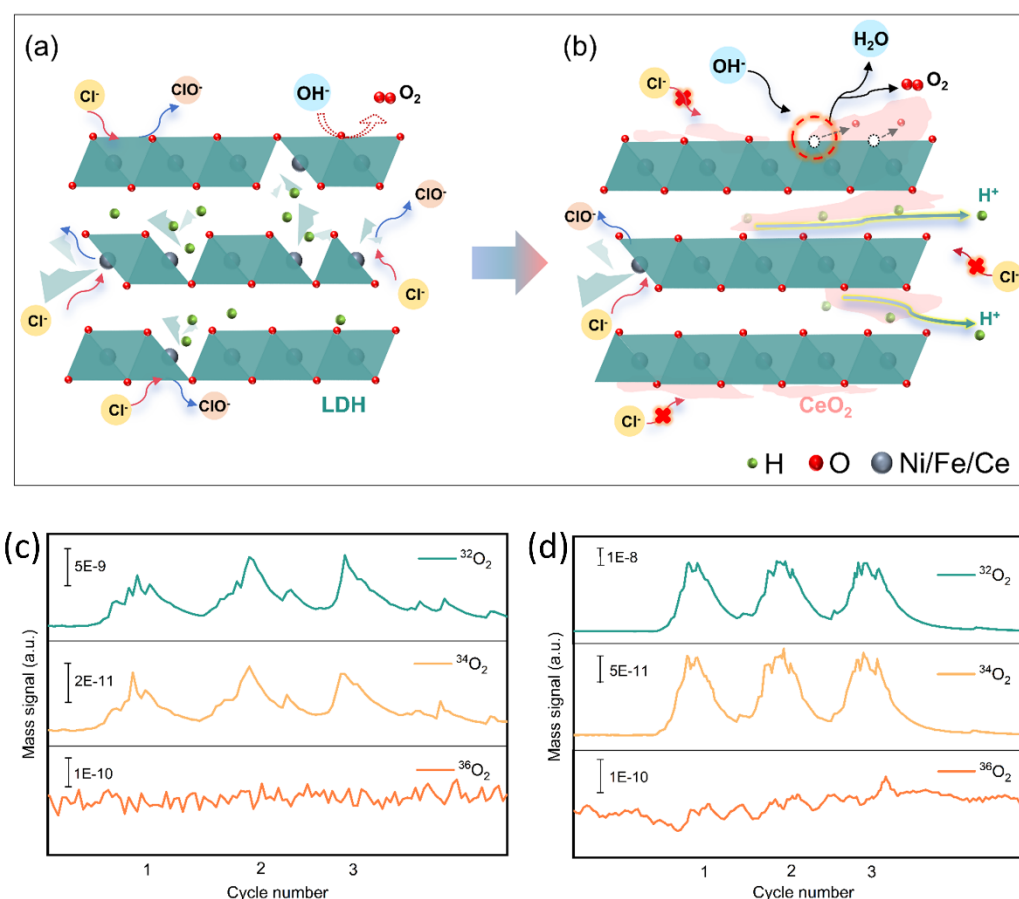 (a)
Cl⁻
ClO⁻
OH⁻
O₂
ClO⁻
Cl⁻
Cl⁻
Cl⁻
ClO⁻
LDH
(b)
H₂O
OH⁻
O₂
Cl⁻
H⁺
ClO⁻
Cl⁻
Cl⁻
H⁺
Cl⁻
CeO₂
H O Ni/Fe/Ce
(c)
5E-9
³²O₂
2E-11
³⁴O₂
1E-10
³⁶O₂
Mass signal (a.u.)
1 2 3
Cycle number
(d)
1E-8
³²O₂
5E-11
³⁴O₂
1E-10
³⁶O₂
Mass signal (a.u.)
1 2 3
Cycle number